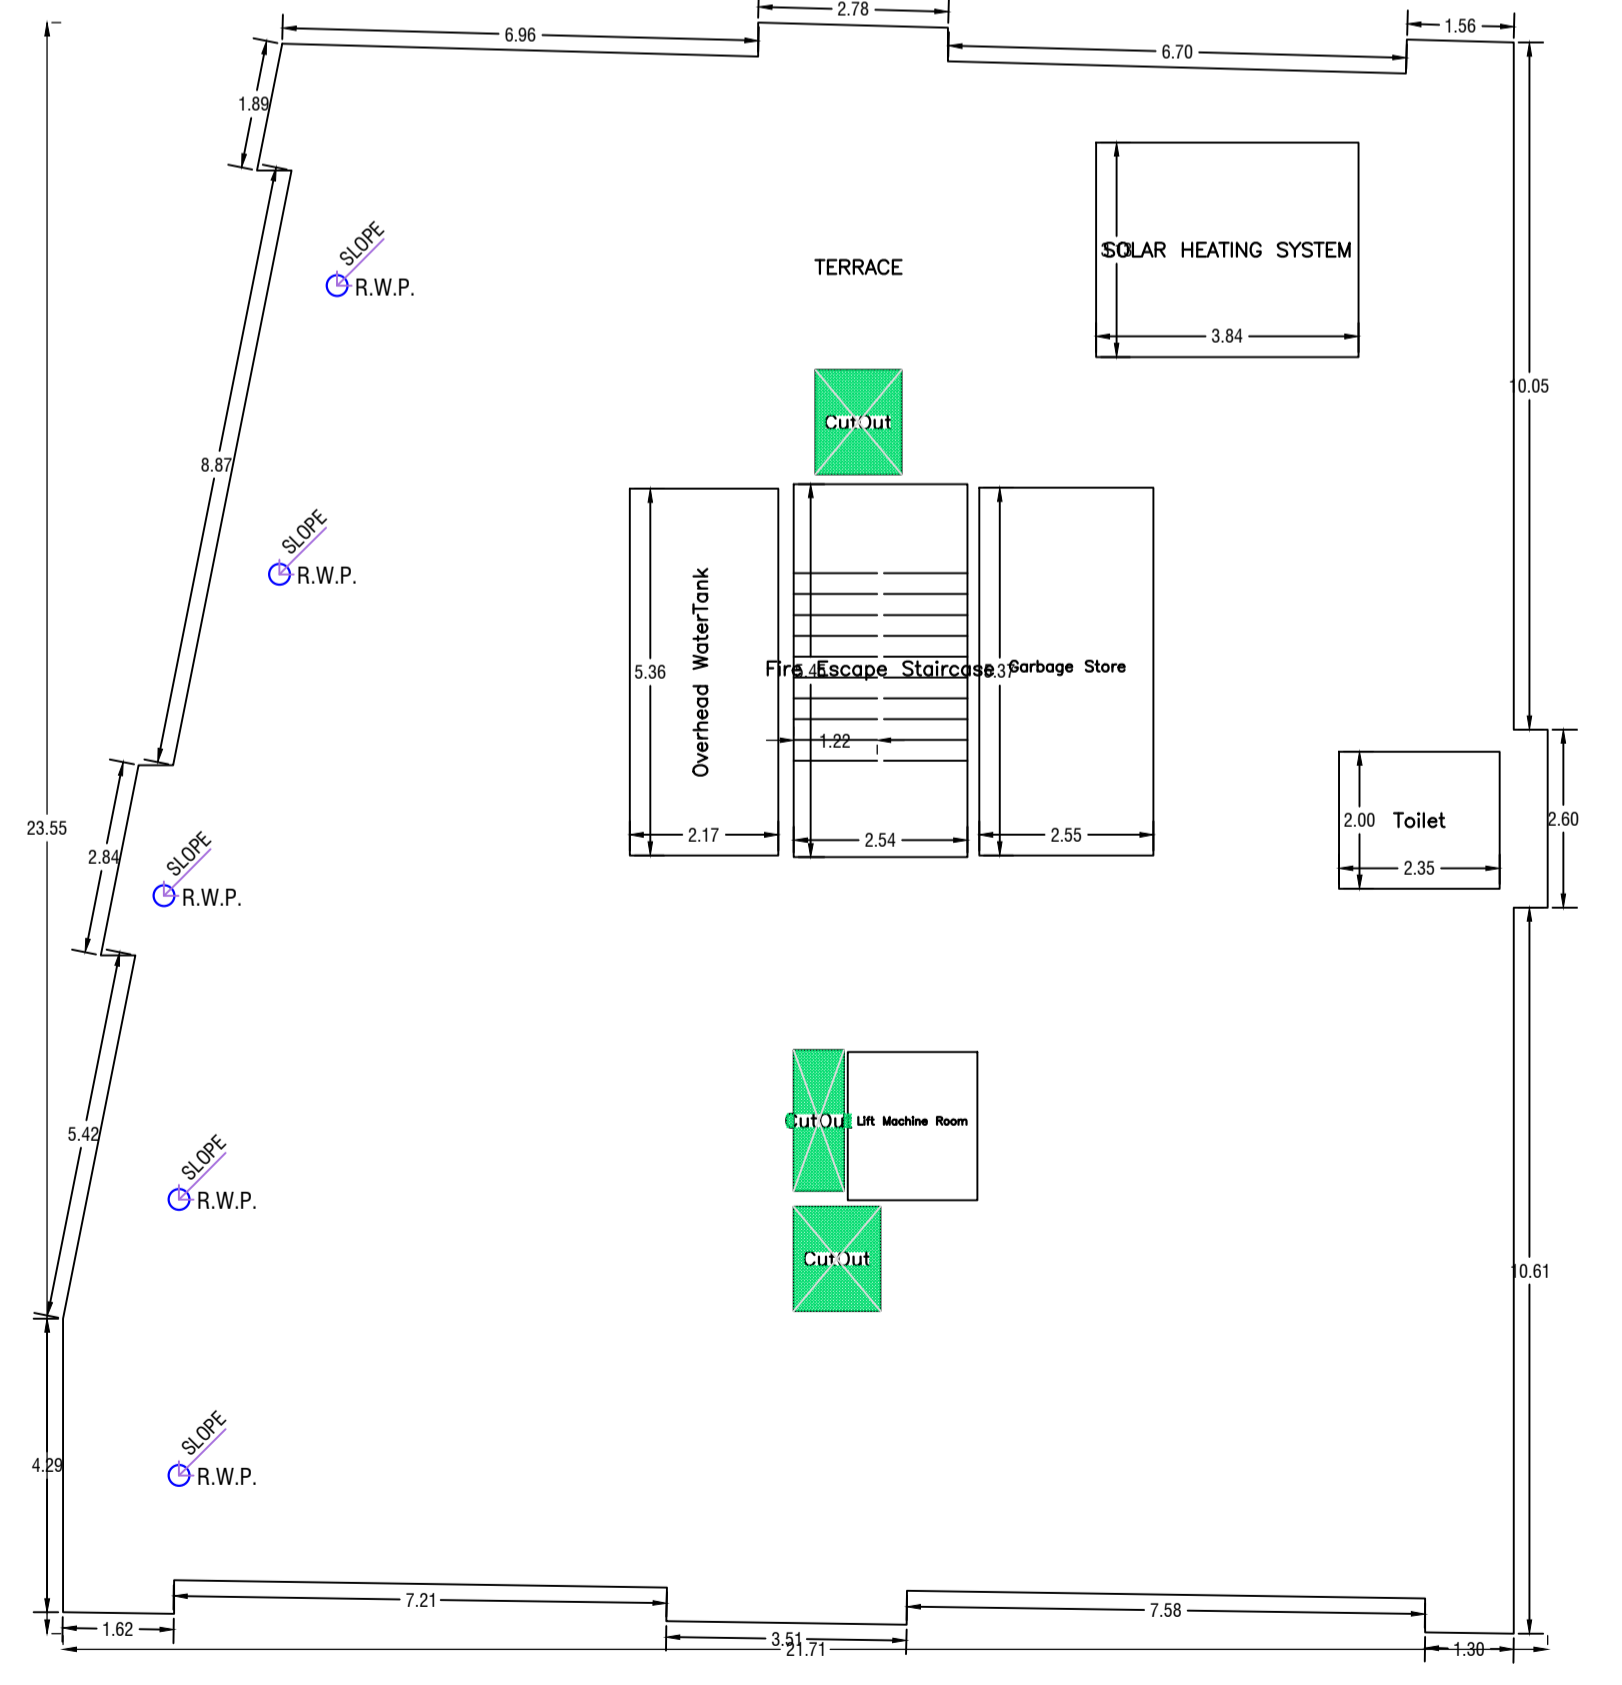 2.78
6.96
6.70
1.56
1.89
SLOPE
R.W.P.
TERRACE
SOLAR HEATING SYSTEM
3.84
10.05
CutOut
8.87
SLOPE
R.W.P.
Overhead WaterTank
5.36
Fire Escape Staircase
Garbage Store
1.22
2.17
2.54
2.55
2.00
Toilet
2.60
2.35
23.55
2.84
SLOPE
R.W.P.
5.42
CutOut
Lift Machine Room
SLOPE
R.W.P.
CutOut
10.61
4.29
SLOPE
R.W.P.
7.21
7.58
1.62
3.51
21.71
1.30